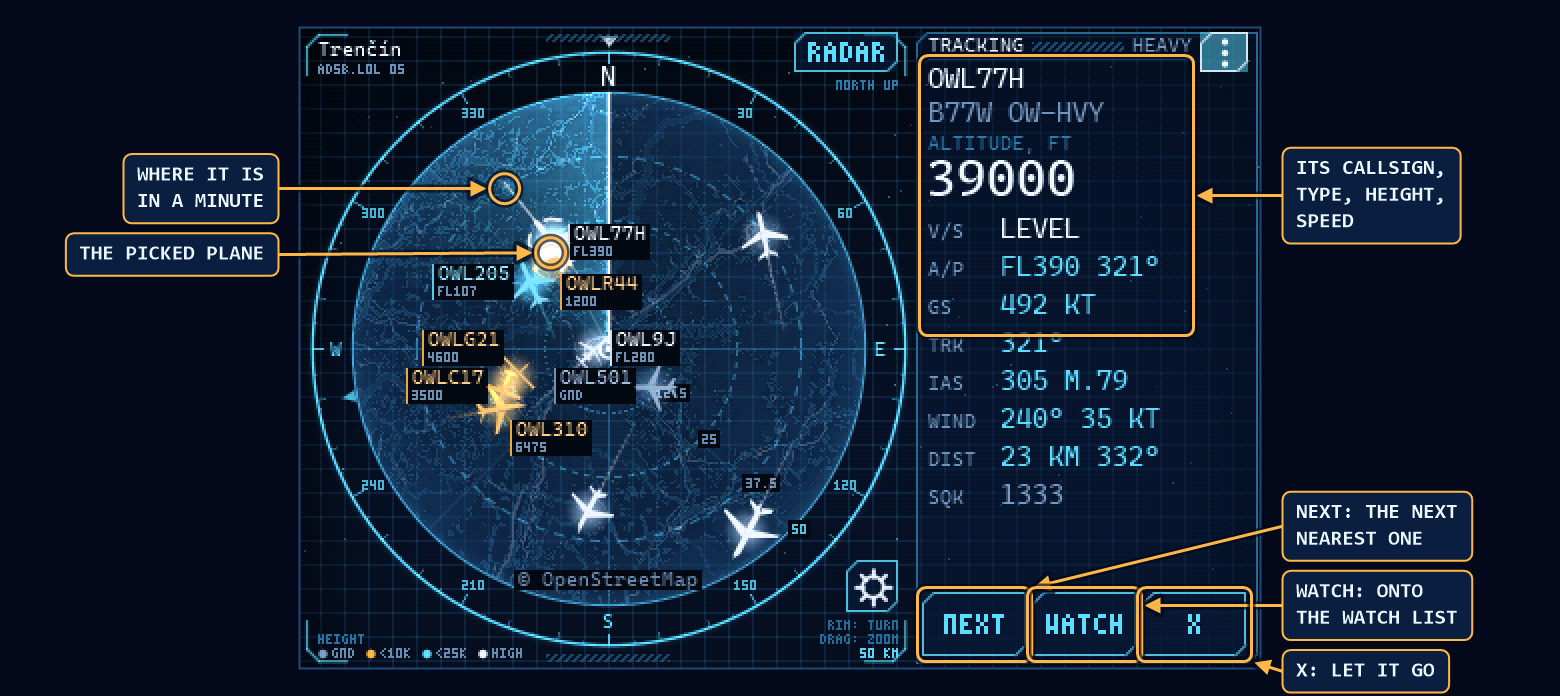 Trenčín
ADSB.LOL OS
RADAR
NORTH UP
N
330
30
300
60
W
E
240
120
210
150
S
OWL77H
FL390
OWL205
FL107
OWLR44
1200
OWLG21
4600
OWL9J
FL280
OWLC17
3500
OWL501
GND
12.5
OWL310
6475
25
37.5
50
© OpenStreetMap
HEIGHT
GND <10K <25K HIGH
RIM: TURN
DRAG: ZOOM
50 KM
TRACKING HEAVY
OWL77H
B77W OW-HVY
ALTITUDE, FT
39000
V/S LEVEL
A/P FL390 321°
GS 492 KT
TRK 321°
IAS 305 M.79
WIND 240° 35 KT
DIST 23 KM 332°
SQK 1333
NEXT WATCH X
WHERE IT IS
IN A MINUTE
THE PICKED PLANE
ITS CALLSIGN,
TYPE, HEIGHT,
SPEED
NEXT: THE NEXT
NEAREST ONE
WATCH: ONTO
THE WATCH LIST
X: LET IT GO